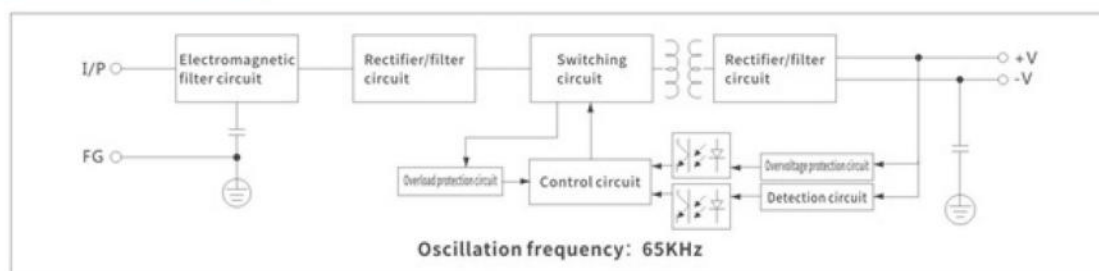 I/P
Electromagnetic
filter circuit
Rectifier/filter
circuit
Switching
circuit
Rectifier/filter
circuit
+V
-V
FG
Overload protection circuit
Control circuit
Overvoltage protection circuit
Detection circuit
Oscillation frequency: 65KHz